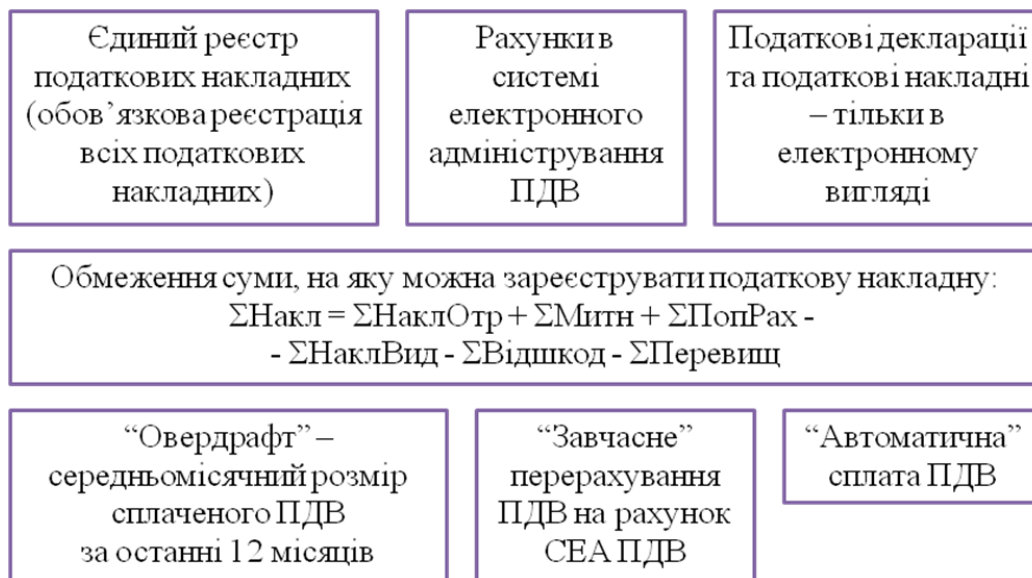 Єдиний реєстр
податкових накладних
(обов’язкова реєстрація
всіх податкових
накладних)
Рахунки в
системі
електронного
адміністрування
ПДВ
Податкові декларації
та податкові накладні
– тільки в
електронному
вигляді
Обмеження суми, на яку можна зареєструвати податкову накладну:
ΣНакл = ΣНаклОтр + ΣМитн + ΣПопРах -
- ΣНаклВид - ΣВідшкод - ΣПеревищ
“Овердрафт” –
середньомісячний розмір
сплаченого ПДВ
за останні 12 місяців
“Завчасне”
перерахування
ПДВ на рахунок
СЕА ПДВ
“Автоматична”
сплата ПДВ